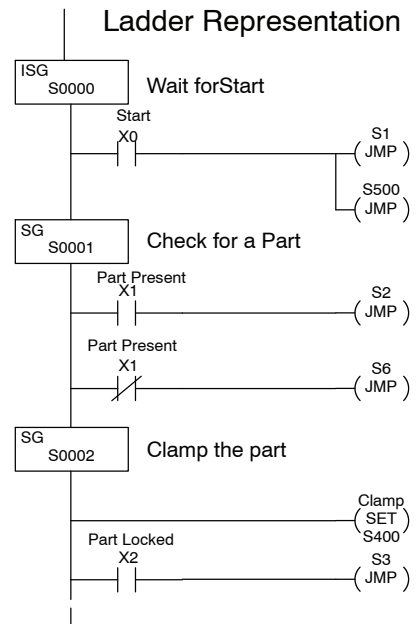 Ladder Representation
ISG
S0000
Wait forStart
Start
X0
S1
JMP
S500
JMP
SG
S0001
Check for a Part
Part Present
X1
S2
JMP
Part Present
X1
S6
JMP
SG
S0002
Clamp the part
Clamp
SET
S400
Part Locked
X2
S3
JMP